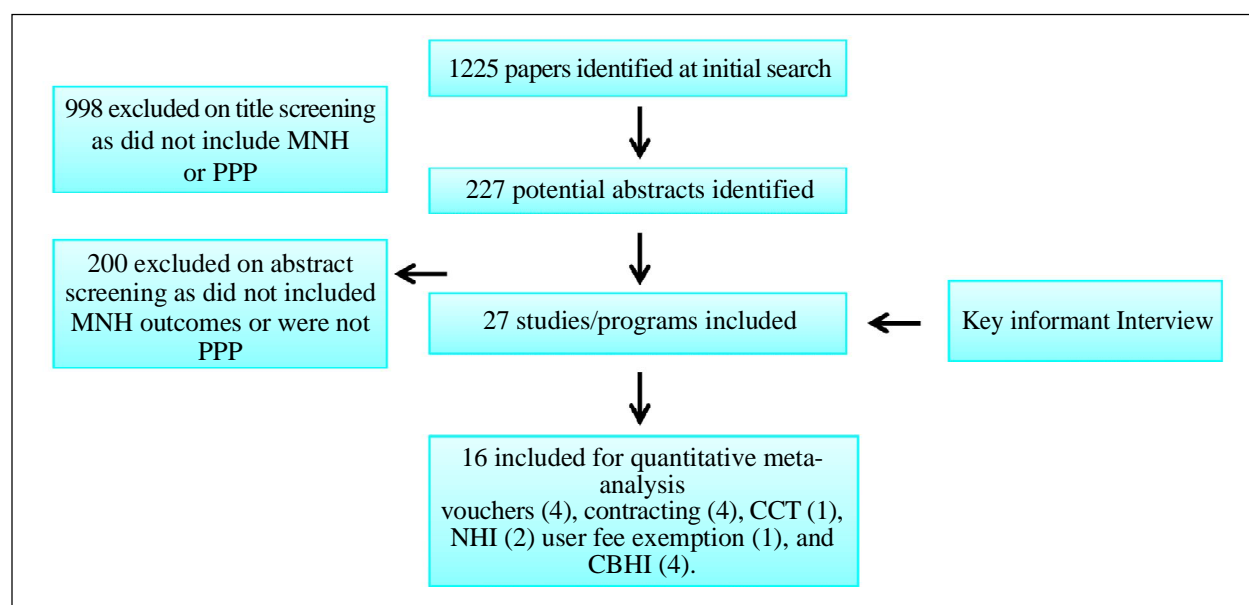 1225 papers identified at initial search
998 excluded on title screening
as did not include MNH
or PPP
227 potential abstracts identified
200 excluded on abstract
screening as did not included
MNH outcomes or were not
PPP
27 studies/programs included
Key informant Interview
16 included for quantitative meta-
analysis
vouchers (4), contracting (4), CCT (1),
NHI (2) user fee exemption (1), and
CBHI (4).